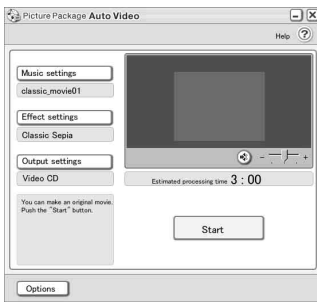 Picture Package Auto Video
Help ?
Music settings
classic_movie01
Effect settings
Classic Sepia
Output settings
Video CD
- +
Estimated processing time 3 : 00
You can make an original movie.
Push the "Start" button.
Start
Options